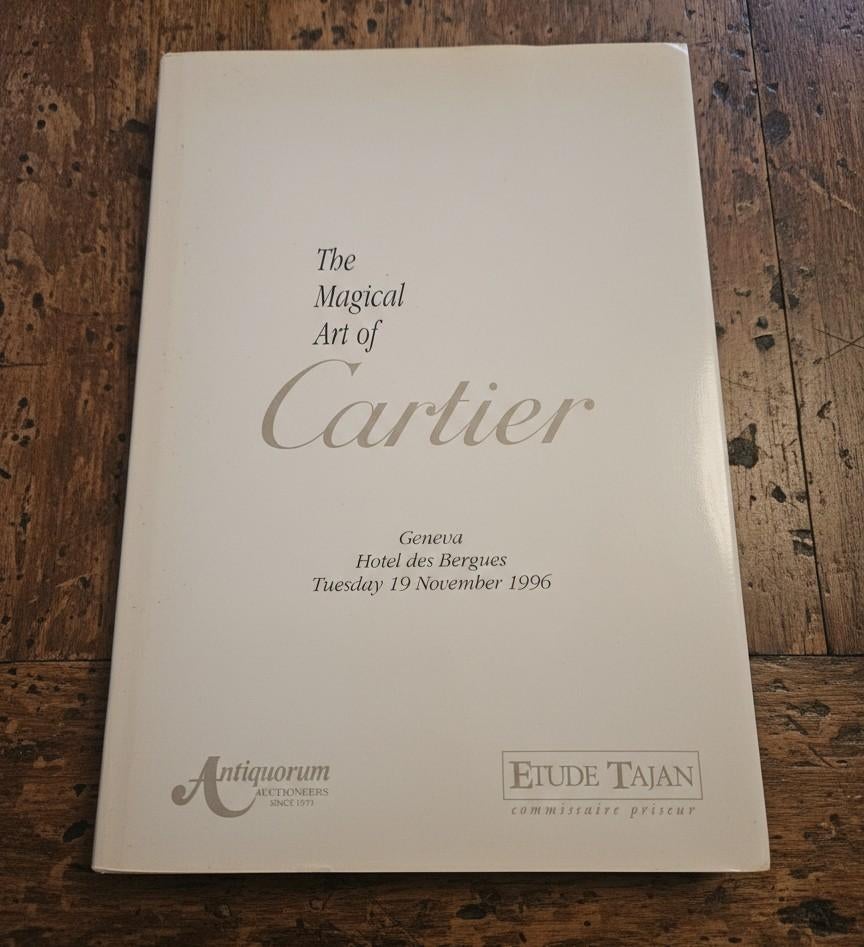 The
Magical
Art of
Cartier
Geneva
Hotel des Bergues
Tuesday 19 November 1996
Antiquorum
AUCTIONEERS
SINCE 1973
ETUDE TAJAN
commissaire priseur